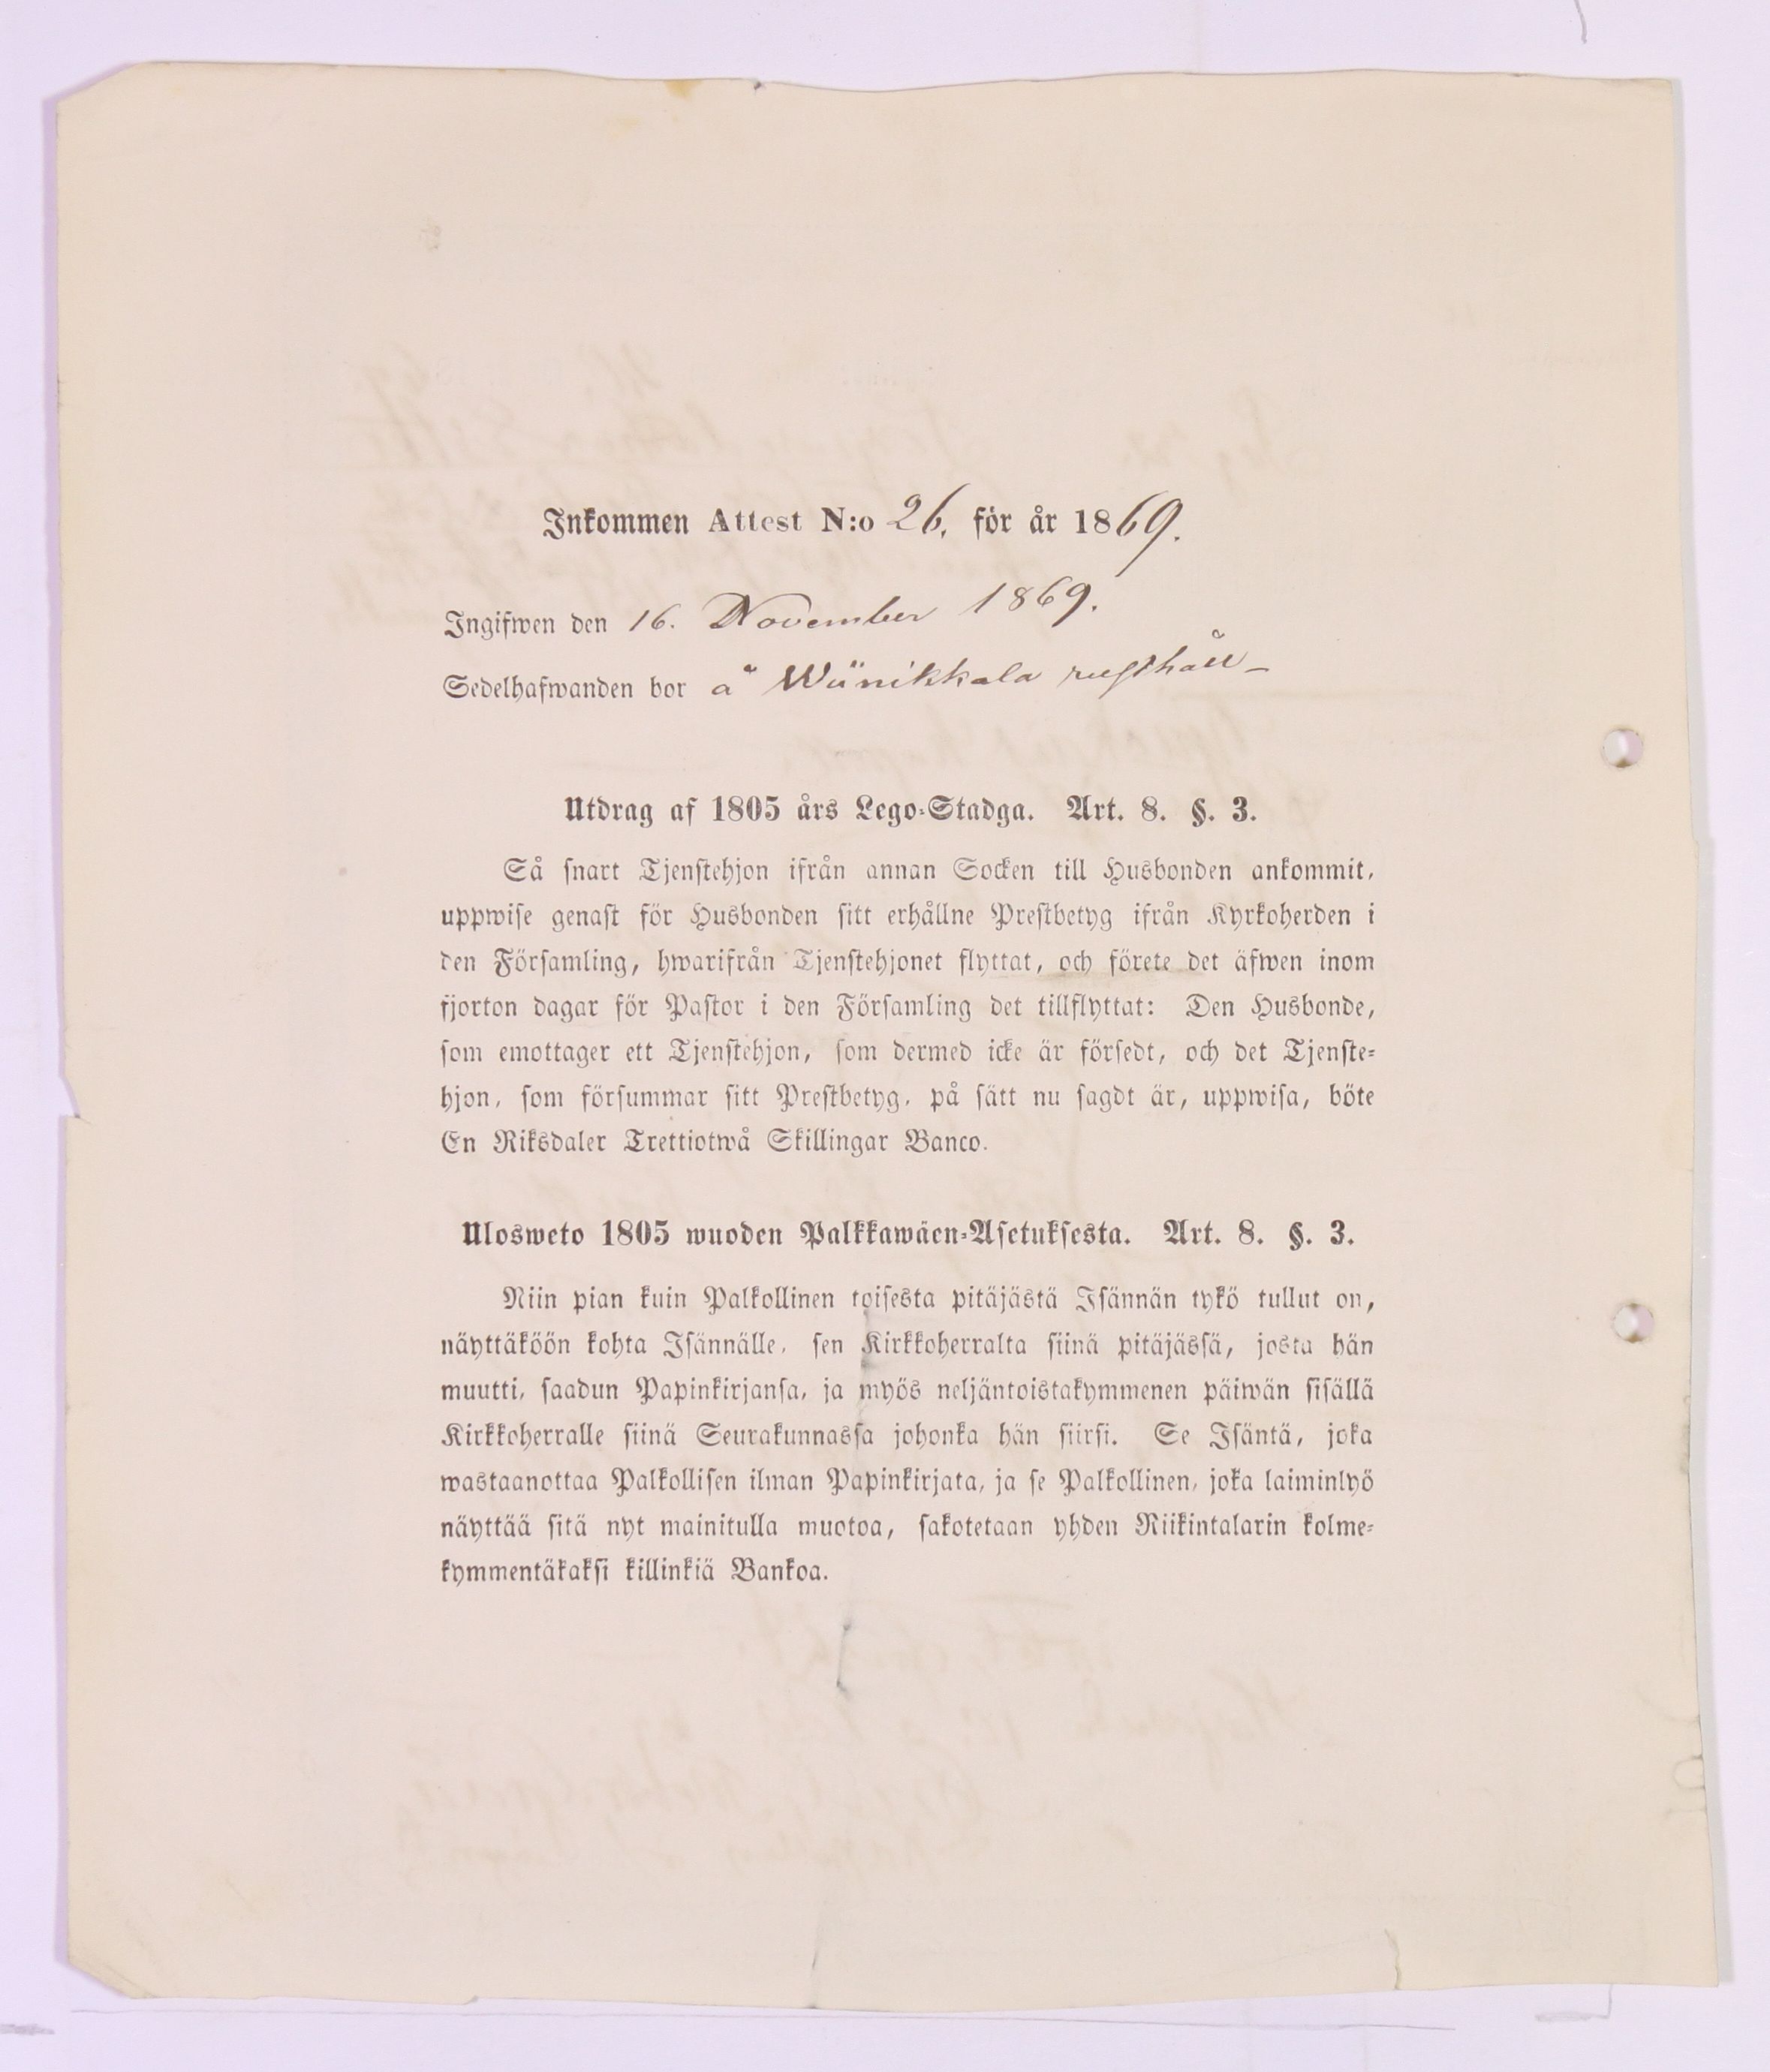 Inkommen Attest N:o 26. för år 1869.
Ingifwen den 16. November 1869.
Sedelhafwanden bor å Wiinikkala rusthåll
Utdrag af 1805 års Lego-Stadga. Art. 8. §. 3.
Så snart Tjenstehjon ifrån annan Socken till Husbonden ankommit,
uppwise genast för Husbonden sitt erhållne Prestbetyg ifrån Kyrkoherden i
den Församling, hwarifrån Tjenstehjonet flyttat, och förete det äfwen inom
fjorton dagar för Pastor i den Församling det tillflyttat: Den Husbonde,
som emottager ett Tjenstehjon, som dermed icke är försedt, och det Tjenste-
hjon, som försummar sitt Prestbetyg, på sätt nu sagdt är, uppwisa, böte
En Riksdaler Trettiotwå Skillingar Banco.
Ulosweto 1805 wuoden Palkkawäen-Asetuksesta. Art. 8. §. 3.
Niin pian kuin Palkollinen toisesta pitäjästä Isännän tykö tullut on,
näyttäköön kohta Isännälle, sen Kirkkoherralta siinä pitäjässä, josta hän
muutti, saadun Papinkirjansa, ja myös neljäntoistakymmenen päiwän sisällä
Kirkkoherralle siinä Seurakunnassa johonka hän siirsi. Se Isäntä, joka
wastaanottaa Palkollisen ilman Papinkirjata, ja se Palkollinen, joka laiminlyö
näyttää sitä nyt mainitulla muotoa, sakotetaan yhden Riikintalarin kolme-
kymmentäkaksi killinkiä Bankoa.